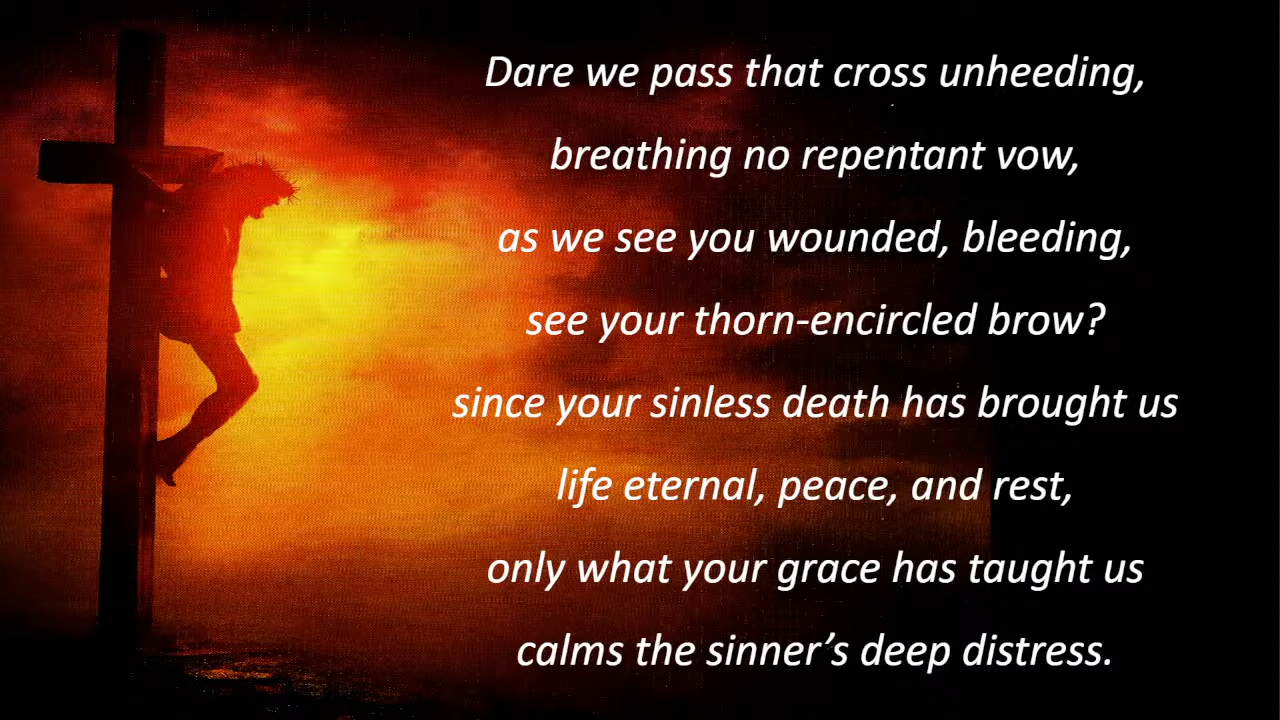 Dare we pass that cross unheeding,
breathing no repentant vow,
as we see you wounded, bleeding,
see your thorn-encircled brow?
since your sinless death has brought us
life eternal, peace, and rest,
only what your grace has taught us
calms the sinner’s deep distress.